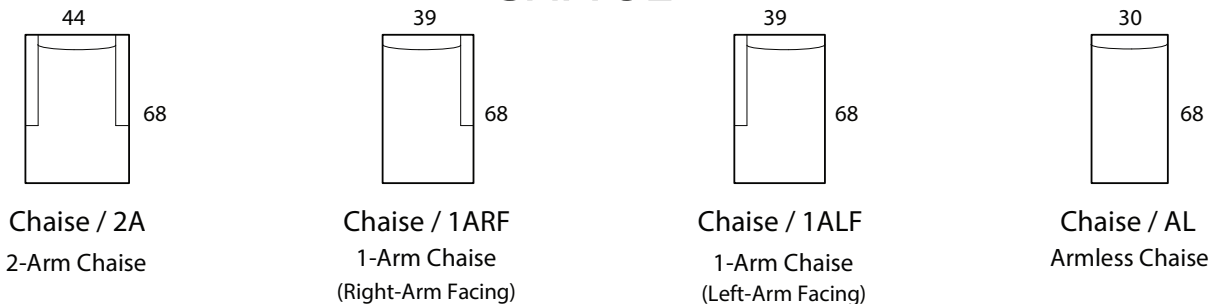 44
39
39
30
68
68
68
68
Chaise / 2A
2-Arm Chaise
Chaise / 1ARF
1-Arm Chaise
(Right-Arm Facing)
Chaise / 1ALF
1-Arm Chaise
(Left-Arm Facing)
Chaise / AL
Armless Chaise